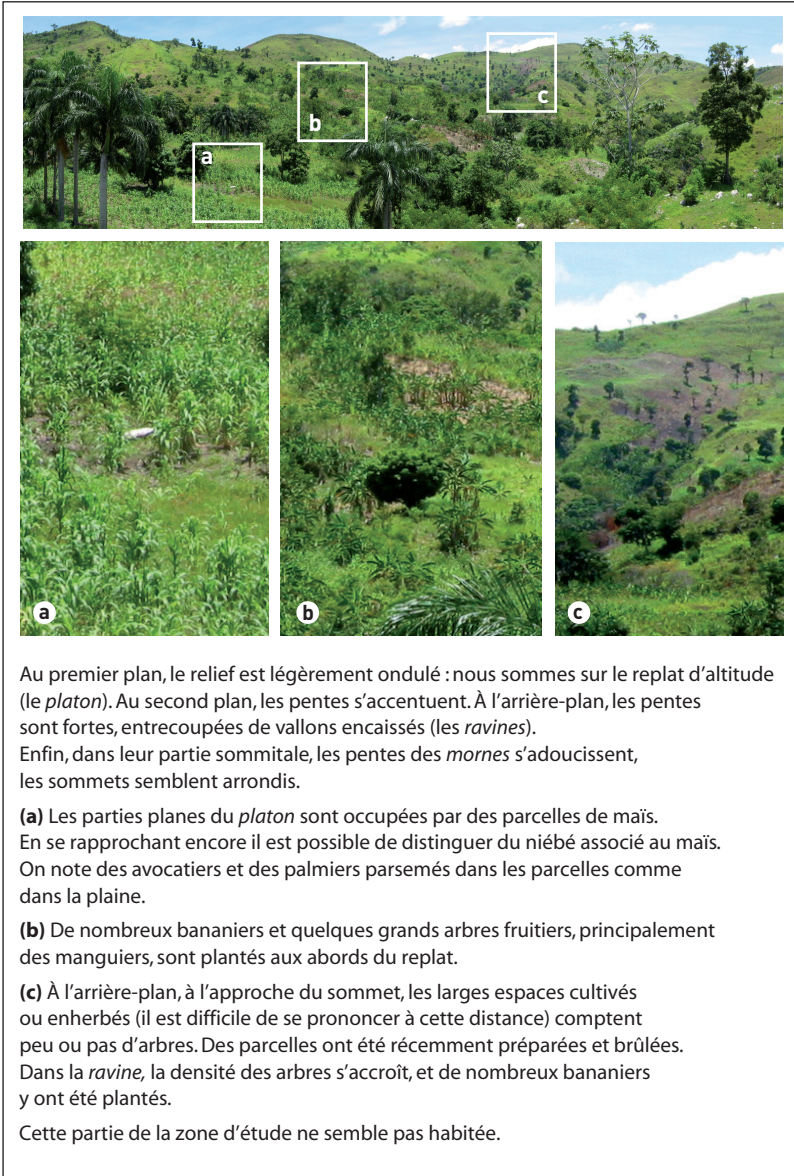 a
b
c
a
b
c
Au premier plan, le relief est légèrement ondulé : nous sommes sur le replat d'altitude
(le platon). Au second plan, les pentes s'accentuent. À l'arrière-plan, les pentes
sont fortes, entrecoupées de vallons encaissés (les ravines).
Enfin, dans leur partie sommitale, les pentes des mornes s'adoucissent,
les sommets semblent arrondis.
(a) Les parties planes du platon sont occupées par des parcelles de maïs.
En se rapprochant encore il est possible de distinguer du niébé associé au maïs.
On note des avocatiers et des palmiers parsemés dans les parcelles comme
dans la plaine.
(b) De nombreux bananiers et quelques grands arbres fruitiers, principalement
des manguiers, sont plantés aux abords du replat.
(c) À l'arrière-plan, à l'approche du sommet, les larges espaces cultivés
ou enherbés (il est difficile de se prononcer à cette distance) comptent
peu ou pas d'arbres. Des parcelles ont été récemment préparées et brûlées.
Dans la ravine, la densité des arbres s'accroît, et de nombreux bananiers
y ont été plantés.
Cette partie de la zone d'étude ne semble pas habitée.